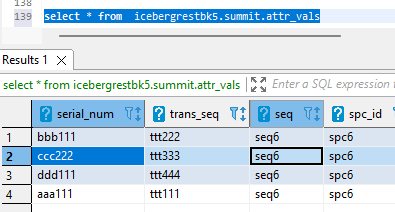 138
139 select * from icebergrestbk5.summit.attr_vals
Results 1
select * from icebergrestbk5.summit.attr_vals Enter a SQL expression
serial_num trans_seq seq spc_id
1 bbb111 ttt222 seq6 spc6
2 ccc222 ttt333 seq6 spc6
3 ddd111 ttt444 seq6 spc6
4 aaa111 ttt111 seq6 spc6